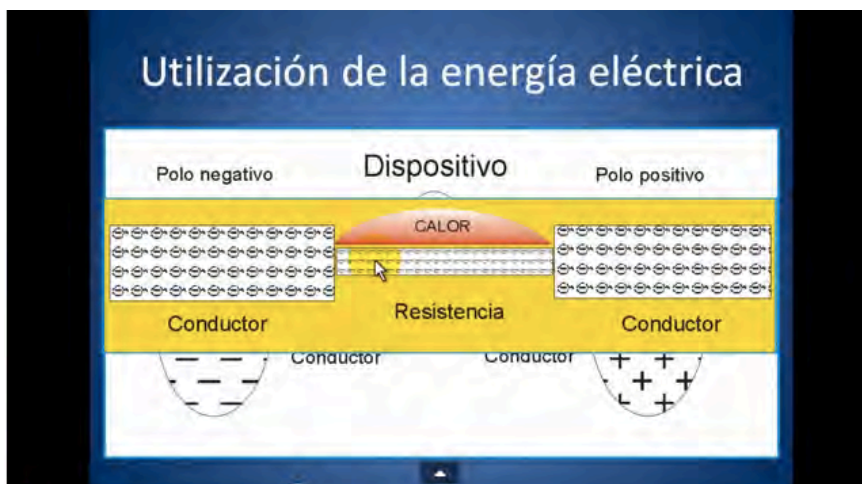 Utilización de la energía eléctrica
Dispositivo
Polo negativo
Polo positivo
CALOR
Resistencia
Conductor
Conductor
Conductor
Conductor